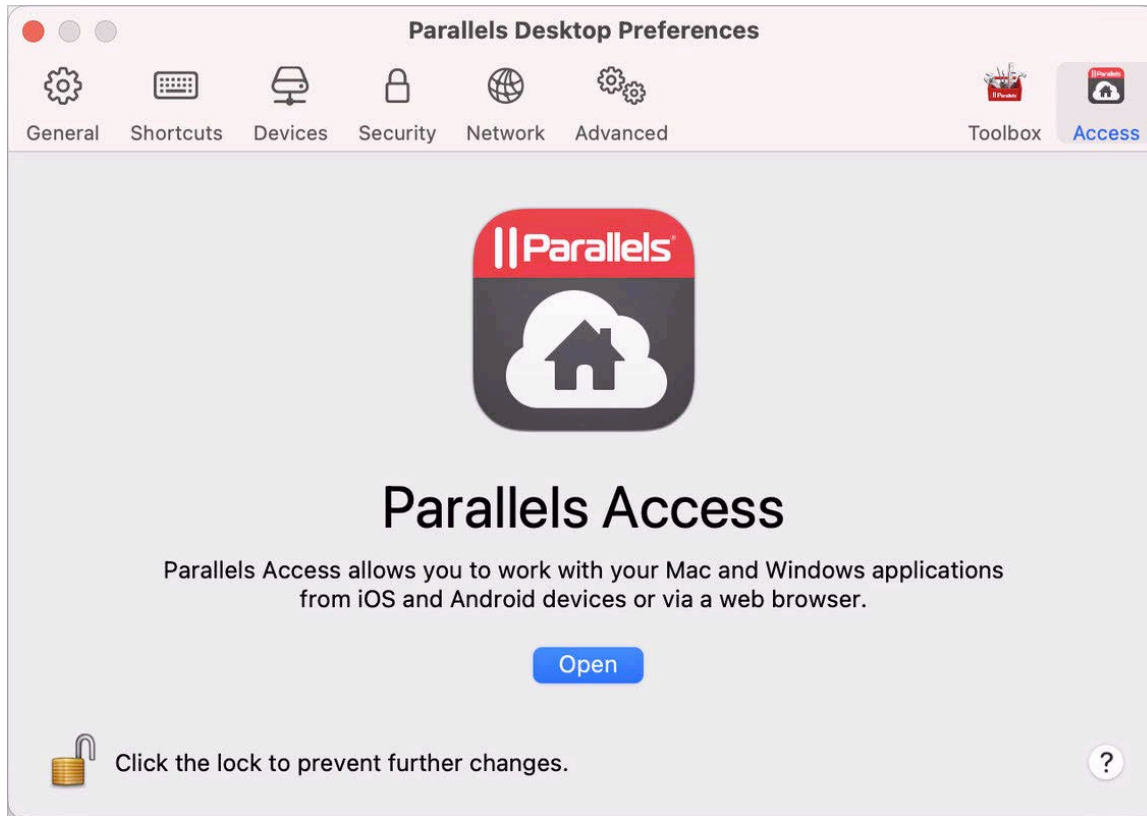 Parallels Desktop Preferences
General Shortcuts Devices Security Network Advanced Toolbox Access
Parallels
Parallels Access
Parallels Access allows you to work with your Mac and Windows applications
from iOS and Android devices or via a web browser.
Open
Click the lock to prevent further changes.
?